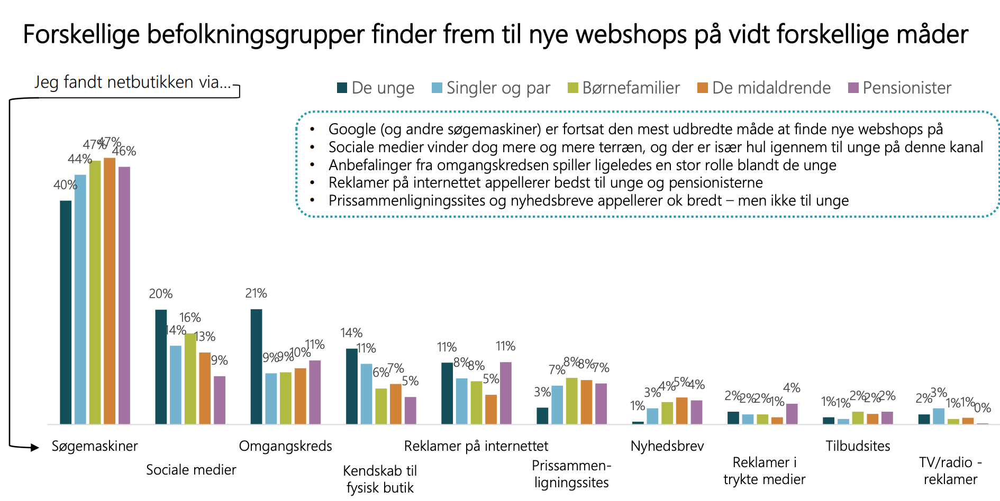 Forskellige befolkningsgrupper finder frem til nye webshops på vidt forskellige måder
Jeg fandt netbutikken via...
De unge Singler og par Børnefamilier De midaldrende Pensionister
• Google (og andre søgemaskiner) er fortsat den mest udbredte måde at finde nye webshops på
• Sociale medier vinder dog mere og mere terræn, og der er især hul igennem til unge på denne kanal
• Anbefalinger fra omgangskredsen spiller ligeledes en stor rolle blandt de unge
• Reklamer på internettet appellerer bedst til unge og pensionisterne
• Prissammenligningssites og nyhedsbreve appellerer ok bredt – men ikke til unge
40% 44% 47% 47% 46%
20% 14% 16% 13% 9%
21% 9% 9% 10% 11%
14% 11% 6% 7% 5%
11% 8% 8% 5% 11%
3% 7% 8% 8% 7%
1% 3% 4% 5% 4%
2% 2% 2% 1% 4%
1% 1% 2% 2% 2%
2% 3% 1% 1% 0%
Søgemaskiner
Sociale medier
Omgangskreds
Kendskab til
fysisk butik
Reklamer på internettet
Prissammen-
ligningssites
Nyhedsbrev
Reklamer i
trykte medier
Tilbudsites
TV/radio -
reklamer